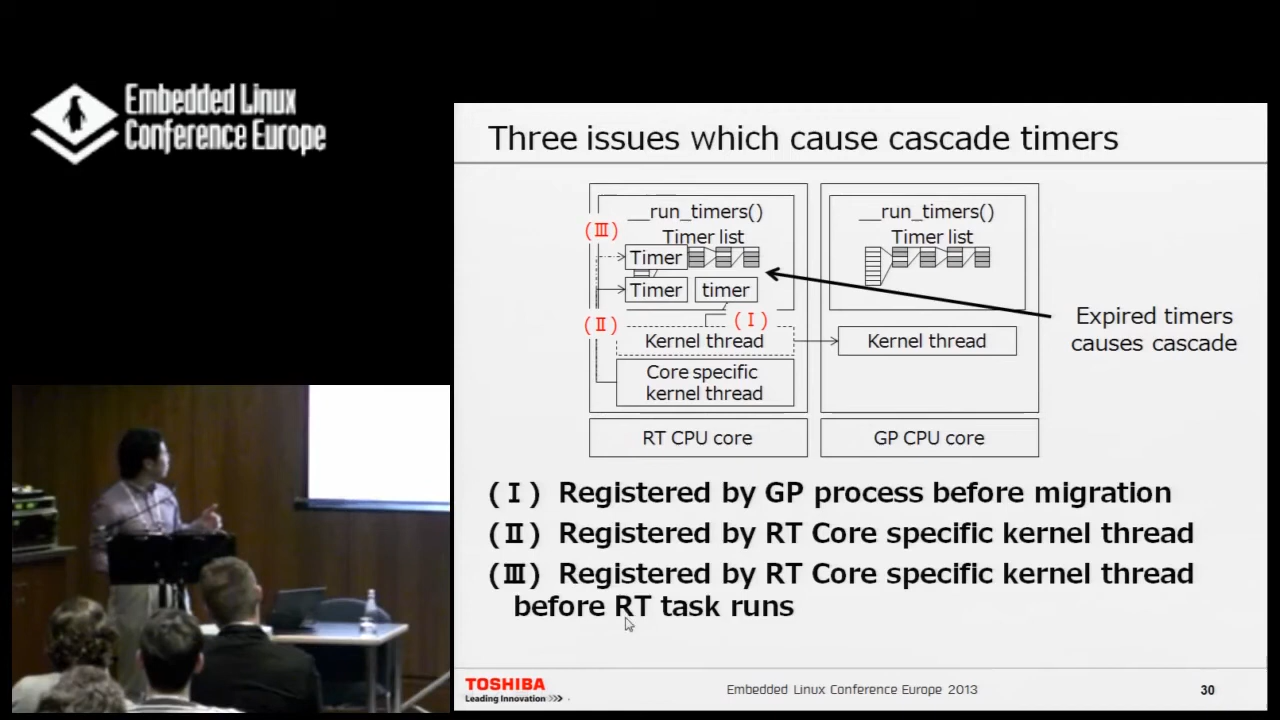 Embedded Linux
Conference Europe
Three issues which cause cascade timers
__run_timers()
Timer list
(Ⅲ)
Timer
Timer
timer
(Ⅱ)
(Ⅰ)
Kernel thread
Core specific
kernel thread
RT CPU core
__run_timers()
Timer list
Kernel thread
GP CPU core
Expired timers
causes cascade
(Ⅰ) Registered by GP process before migration
(Ⅱ) Registered by RT Core specific kernel thread
(Ⅲ) Registered by RT Core specific kernel thread
before RT task runs
TOSHIBA
Leading Innovation >>>
Embedded Linux Conference Europe 2013
30